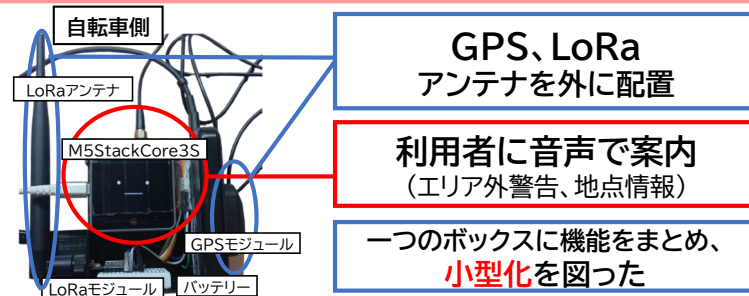 自転車側
LoRaアンテナ
M5StackCore3S
GPSモジュール
LoRaモジュール
バッテリー
GPS、LoRa
アンテナを外に配置
利用者に音声で案内
（エリア外警告、地点情報）
一つのボックスに機能をまとめ、
小型化を図った